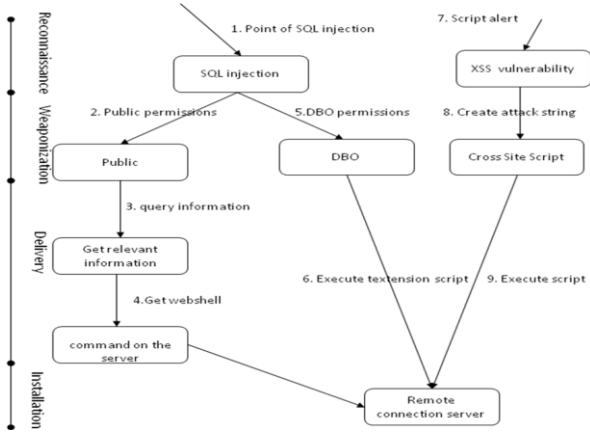 Reconnaissance
1. Point of SQL injection
7. Script alert
SQL injection
XSS vulnerability
Weaponization
2. Public permissions
5.DBO permissions
8. Create attack string
Public
DBO
Cross Site Script
Delivery
3. query information
Get relevant
information
6. Execute textension script
9. Execute script
4.Get webshell
command on the
server
Installation
Remote
connection server